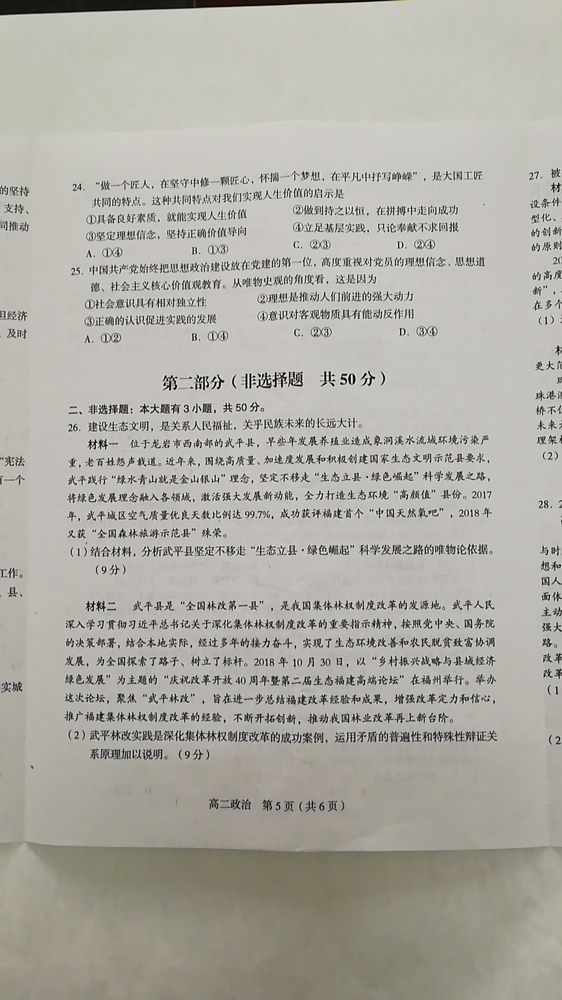 的坚持
支持、
同推动
但经济
，及时
“宪法
有一个
工作。
、县、
实城
24．“做一个匠人，在坚守中修一颗匠心，怀揣一个梦想，在平凡中抒写峥嵘”，是大国工匠
共同的特点。这种共同特点对我们实现人生价值的启示是
①具备良好素质，就能实现人生价值 ②做到持之以恒，在拼搏中走向成功
③坚定理想信念，坚持正确价值导向 ④立足基层实践，只论奉献不求回报
A．①④ B．①③ C．②③ D．②④
25．中国共产党始终把思想政治建设放在党建的第一位，高度重视对党员的理想信念、思想道
德、社会主义核心价值观教育。从唯物史观的角度看，这是因为
①社会意识具有相对独立性 ②理想是推动人们前进的强大动力
③正确的认识促进实践的发展 ④意识对客观物质具有能动反作用
A．①② B．①④ C．②③ D．③④
第二部分（非选择题 共 50 分）
二、非选择题：本大题有 3 小题，共 50 分。
26．建设生态文明，是关系人民福祉，关乎民族未来的长远大计。
材料一 位于龙岩市西南部的武平县，早些年发展养殖业造成象洞溪水流域环境污染严
重，老百姓怨声载道。近年来，围绕高质量、加速度发展和积极创建国家生态文明示范县要求，
武平践行“绿水青山就是金山银山”理念，坚定不移走“生态立县·绿色崛起”科学发展之路，
将绿色发展理念融入各领域，激活强大发展新动能，全力打造生态环境“高颜值”县份。2017
年，武平城区空气质量优良天数比例达 99.7%，成功获评福建首个“中国天然氧吧”，2018 年
又获“全国森林旅游示范县”殊荣。
（1）结合材料，分析武平县坚定不移走“生态立县·绿色崛起”科学发展之路的唯物论依据。
（9 分）
材料二 武平县是“全国林改第一县”，是我国集体林权制度改革的发源地。武平人民
深入学习贯彻习近平总书记关于深化集体林权制度改革的重要指示精神，按照党中央、国务院
的决策部署，结合本地实际，经过多年的接力奋斗，实现了生态环境改善和农民脱贫致富协调
发展，为全国探索了路子、树立了标杆。2018 年 10 月 30 日，以“乡村振兴战略与县域经济
绿色发展”为主题的“庆祝改革开放 40 周年暨第二届生态福建高端论坛”在福州举行。举办
这次论坛，聚焦“武平林改”，旨在进一步总结福建改革经验和成果，增强改革定力和信心，
推广福建集体林权制度改革的经验，不断开拓创新，推动我国林业改革再上新台阶。
（2）武平林改实践是深化集体林权制度改革的成功案例，运用矛盾的普遍性和特殊性辩证关
系原理加以说明。（9 分）
高二政治 第 5 页（共 6 页）
27．被
材
设条件
型化、
的创新
的原则
20
的高度
新”，
在多个
（1）
材
更大范
珠
珠港澳
桥不仅
未来
理架构
（2）
28．2
与时
想和
国人
面体
主动
强大
路。
改革
改革
（1
（2